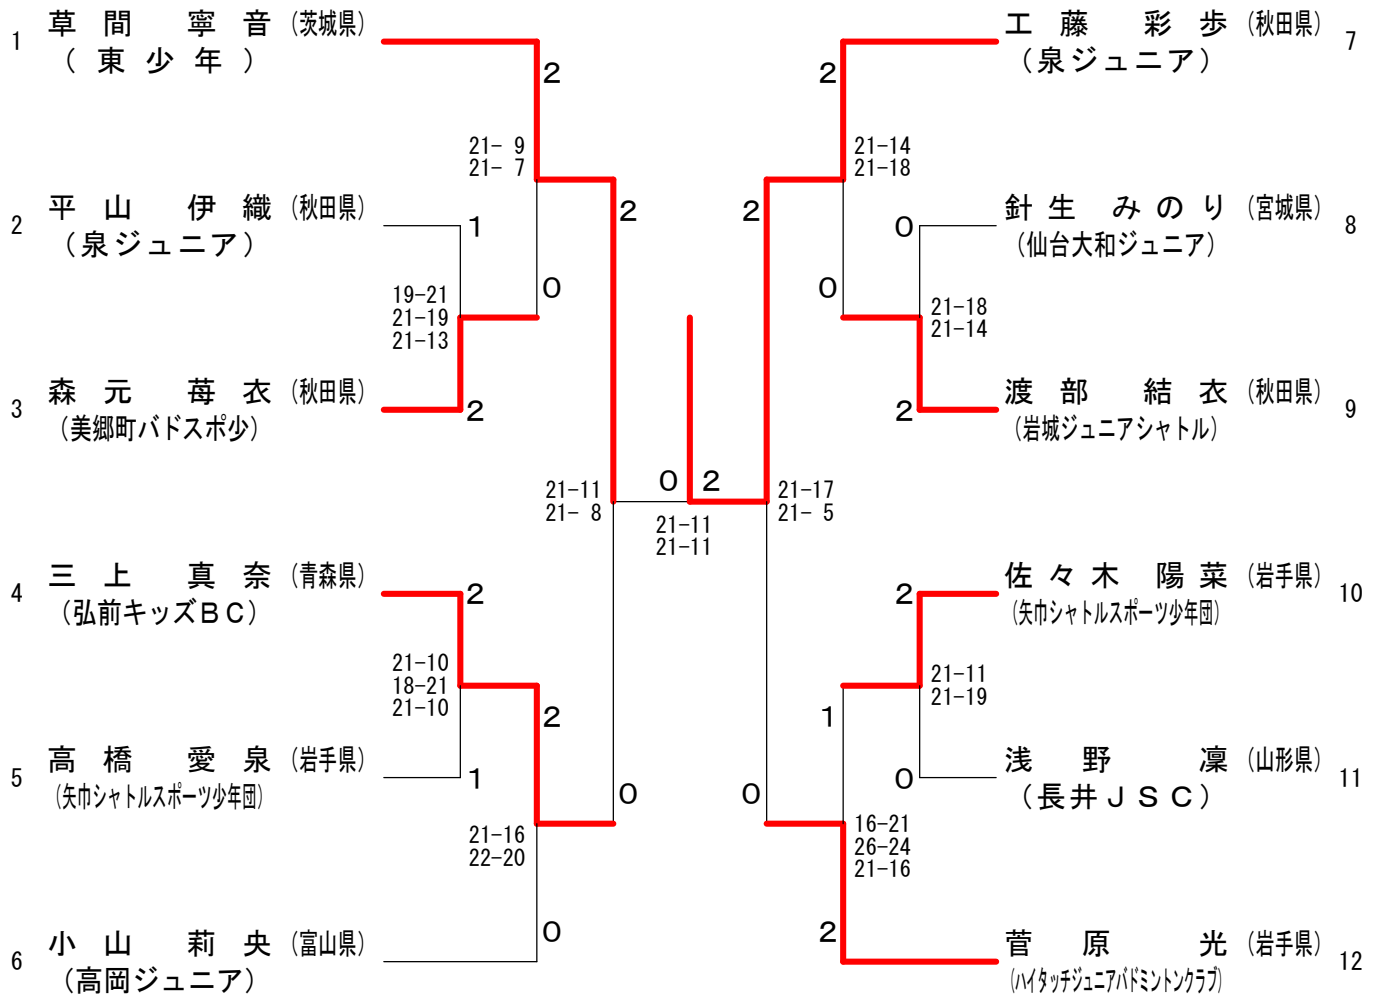 1 草間 寧音 (茨城県)
(東少年)
2 平山 伊織 (秋田県)
(泉ジュニア)
3 森元 苺衣 (秋田県)
(美郷町バドスポ少)
4 三上 真奈 (青森県)
(弘前キッズBC)
5 高橋 愛泉 (岩手県)
(矢巾シャトルスポーツ少年団)
6 小山 莉央 (富山県)
(高岡ジュニア)
2
21- 9
21- 7
1
0
19-21
21-19
21-13
2
2
21-11
21- 8
2
21-10
18-21
21-10
2
1
0
21-16
22-20
0
0 2
21-11
21-11
2
21-14
21-18
2
0
0
21-18
21-14
2
21-17
21- 5
2
21-11
21-19
1
0
0
16-21
26-24
21-16
2
工藤 彩歩 (秋田県) 7
(泉ジュニア)
針生 みのり (宮城県) 8
(仙台大和ジュニア)
渡部 結衣 (秋田県) 9
(岩城ジュニアシャトル)
佐々木 陽菜 (岩手県) 10
(矢巾シャトルスポーツ少年団)
浅野 凜 (山形県) 11
(長井JSC)
菅原 光 (岩手県) 12
(ハイタッチジュニアバドミントンクラブ)